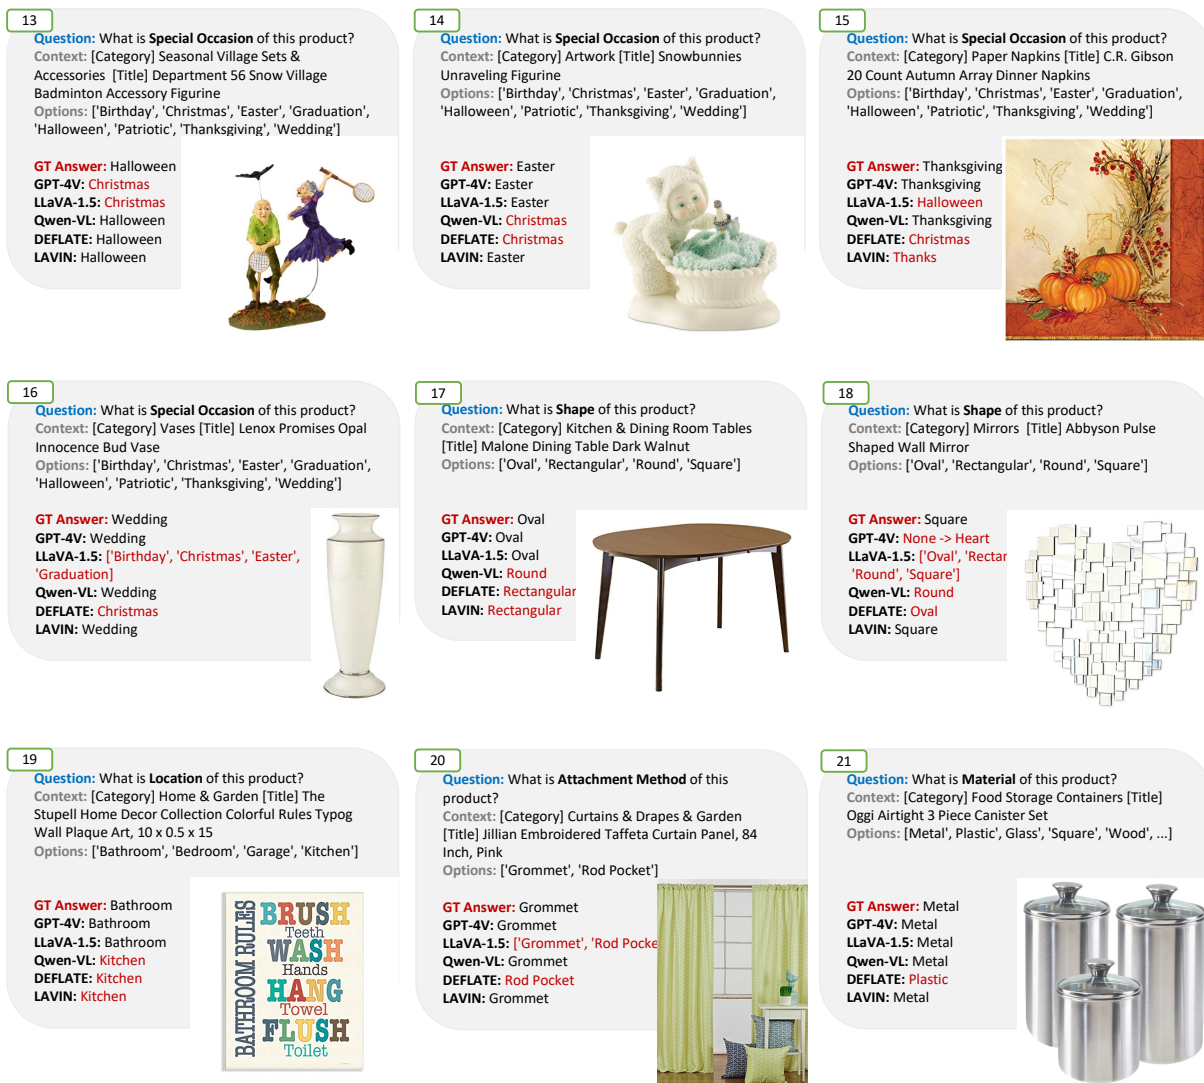 13
Question: What is Special Occasion of this product?
Context: [Category] Seasonal Village Sets &
Accessories [Title] Department 56 Snow Village
Badminton Accessory Figurine
Options: ['Birthday', 'Christmas', 'Easter', 'Graduation',
'Halloween', 'Patriotic', 'Thanksgiving', 'Wedding']
GT Answer: Halloween
GPT-4V: Christmas
LLaVA-1.5: Christmas
Qwen-VL: Halloween
DEFLATE: Halloween
LAVIN: Halloween
14
Question: What is Special Occasion of this product?
Context: [Category] Artwork [Title] Snowbunnies
Unraveling Figurine
Options: ['Birthday', 'Christmas', 'Easter', 'Graduation',
'Halloween', 'Patriotic', 'Thanksgiving', 'Wedding']
GT Answer: Easter
GPT-4V: Easter
LLaVA-1.5: Easter
Qwen-VL: Christmas
DEFLATE: Christmas
LAVIN: Easter
15
Question: What is Special Occasion of this product?
Context: [Category] Paper Napkins [Title] C.R. Gibson
20 Count Autumn Array Dinner Napkins
Options: ['Birthday', 'Christmas', 'Easter', 'Graduation',
'Halloween', 'Patriotic', 'Thanksgiving', 'Wedding']
GT Answer: Thanksgiving
GPT-4V: Thanksgiving
LLaVA-1.5: Halloween
Qwen-VL: Thanksgiving
DEFLATE: Christmas
LAVIN: Thanks
16
Question: What is Special Occasion of this product?
Context: [Category] Vases [Title] Lenox Promises Opal
Innocence Bud Vase
Options: ['Birthday', 'Christmas', 'Easter', 'Graduation',
'Halloween', 'Patriotic', 'Thanksgiving', 'Wedding']
GT Answer: Wedding
GPT-4V: Wedding
LLaVA-1.5: ['Birthday', 'Christmas', 'Easter',
'Graduation]
Qwen-VL: Wedding
DEFLATE: Christmas
LAVIN: Wedding
17
Question: What is Shape of this product?
Context: [Category] Kitchen & Dining Room Tables
[Title] Malone Dining Table Dark Walnut
Options: ['Oval', 'Rectangular', 'Round', 'Square']
GT Answer: Oval
GPT-4V: Oval
LLaVA-1.5: Oval
Qwen-VL: Round
DEFLATE: Rectangular
LAVIN: Rectangular
18
Question: What is Shape of this product?
Context: [Category] Mirrors [Title] Abbyson Pulse
Shaped Wall Mirror
Options: ['Oval', 'Rectangular', 'Round', 'Square']
GT Answer: Square
GPT-4V: None -> Heart
LLaVA-1.5: ['Oval', 'Rectar
'Round', 'Square']
Qwen-VL: Round
DEFLATE: Oval
LAVIN: Square
19
Question: What is Location of this product?
Context: [Category] Home & Garden [Title] The
Stupell Home Decor Collection Colorful Rules Typog
Wall Plaque Art, 10 x 0.5 x 15
Options: ['Bathroom', 'Bedroom', 'Garage', 'Kitchen']
GT Answer: Bathroom
GPT-4V: Bathroom
LLaVA-1.5: Bathroom
Qwen-VL: Kitchen
DEFLATE: Kitchen
LAVIN: Kitchen
BATHROOM RULES
BRUSH
Teeth
WASH
Hands
HANG
Towel
FLUSH
Toilet
20
Question: What is Attachment Method of this
product?
Context: [Category] Curtains & Drapes & Garden
[Title] Jillian Embroidered Taffeta Curtain Panel, 84
Inch, Pink
Options: ['Grommet', 'Rod Pocket']
GT Answer: Grommet
GPT-4V: Grommet
LLaVA-1.5: ['Grommet', 'Rod Pocke
Qwen-VL: Grommet
DEFLATE: Rod Pocket
LAVIN: Grommet
21
Question: What is Material of this product?
Context: [Category] Food Storage Containers [Title]
Oggi Airtight 3 Piece Canister Set
Options: [Metal', Plastic', Glass', 'Square', 'Wood', ...]
GT Answer: Metal
GPT-4V: Metal
LLaVA-1.5: Metal
Qwen-VL: Metal
DEFLATE: Plastic
LAVIN: Metal